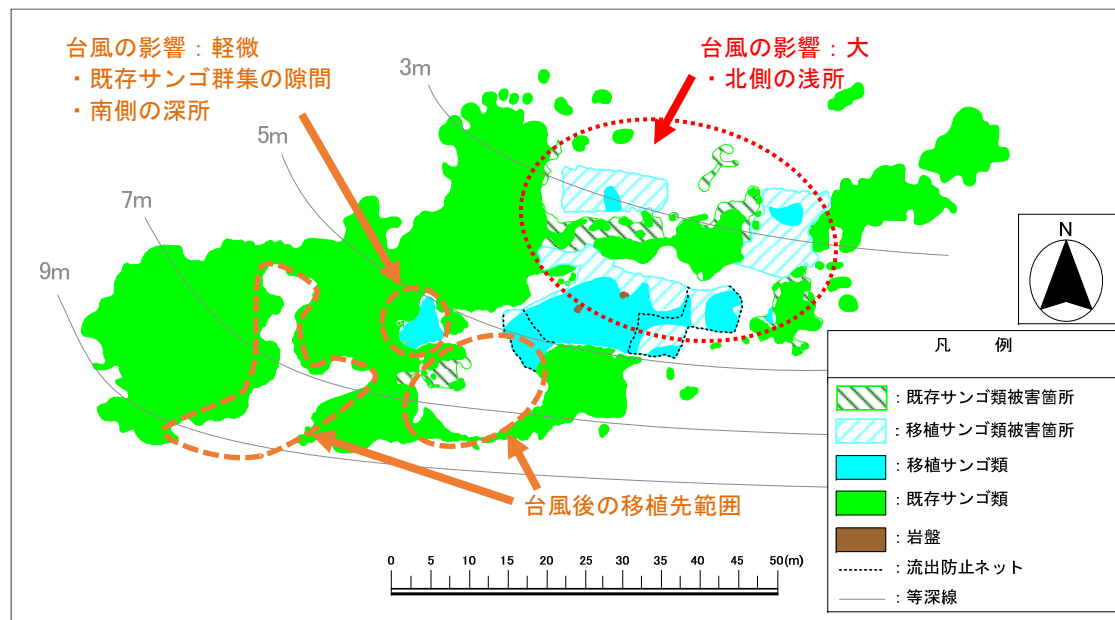 台風の影響：軽微
・既存サンゴ群集の隙間
・南側の深所
台風の影響：大
・北側の浅所
3m
5m
7m
9m
N
台風後の移植先範囲
0 5 10 15 20 25 30 35 40 45 50(m)
凡 例
：既存サンゴ類被害箇所
：移植サンゴ類被害箇所
：移植サンゴ類
：既存サンゴ類
：岩盤
：流出防止ネット
：等深線